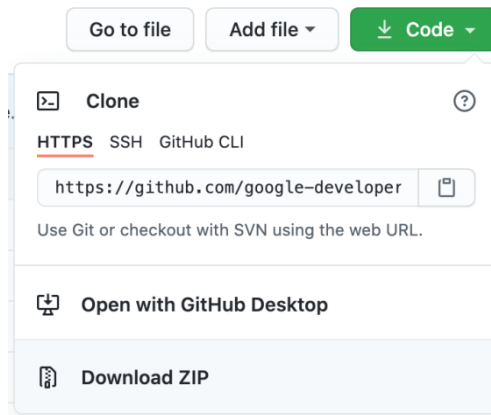 Go to file Add file Code
Clone
HTTPS SSH GitHub CLI
https://github.com/google-developer
Use Git or checkout with SVN using the web URL.
Open with GitHub Desktop
Download ZIP